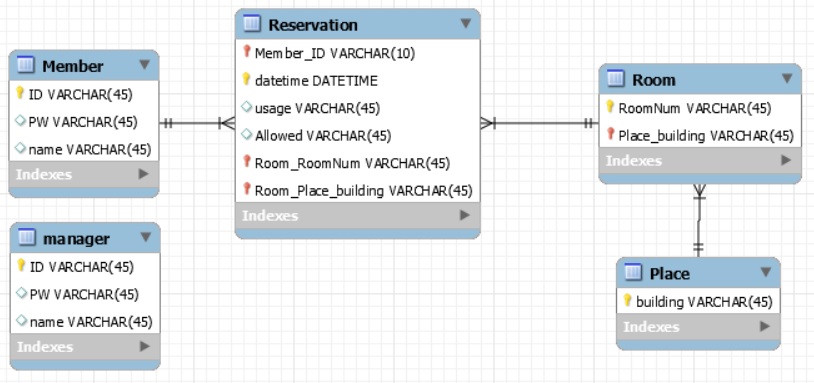 Member
ID VARCHAR(45)
PW VARCHAR(45)
name VARCHAR(45)
Indexes
manager
ID VARCHAR(45)
PW VARCHAR(45)
name VARCHAR(45)
Indexes
Reservation
Member_ID VARCHAR(10)
datetime DATETIME
usage VARCHAR(45)
Allowed VARCHAR(45)
Room_RoomNum VARCHAR(45)
Room_Place_building VARCHAR(45)
Indexes
Room
RoomNum VARCHAR(45)
Place_building VARCHAR(45)
Indexes
Place
building VARCHAR(45)
Indexes